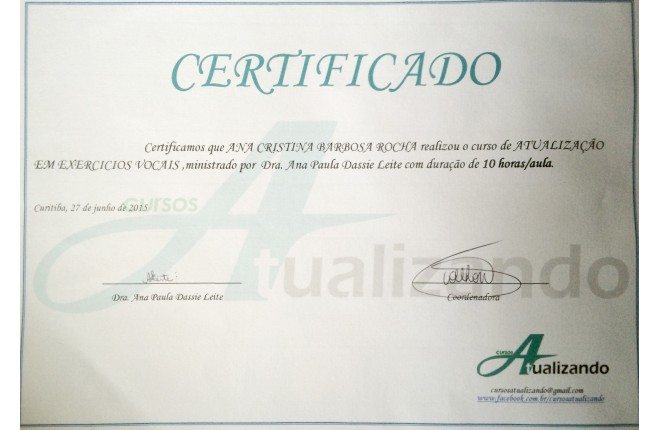 CERTIFICADO
Certificamos que ANA CRISTINA BARBOSA ROCHA realizou o curso de ATUALIZAÇÃO
EM EXERCICIOS VOCAIS ,ministrado por Dra. Ana Paula Dassie Leite com duração de 10 horas/aula.
Curitiba, 27 de junho de 2015
cursos
Atualizando
Dra. Ana Paula Dassie Leite
Coordenadora
cursos
Atualizando
cursosatualizando@gmail.com
www.facebook.com.br/cursosatualizando